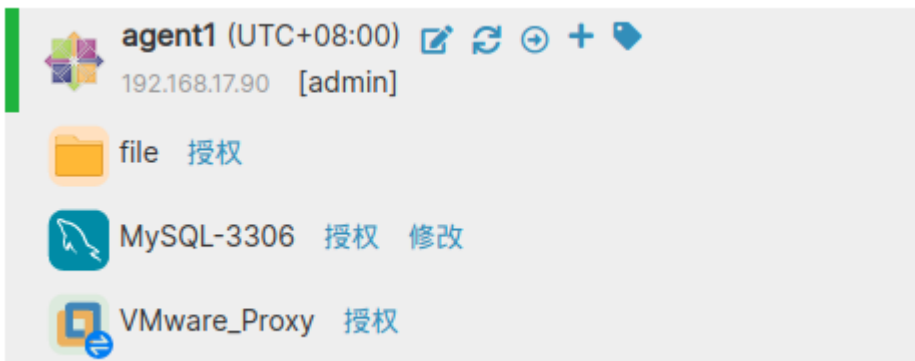 agent1 (UTC+08:00)
192.168.17.90 [admin]
file 授权
MySQL-3306 授权 修改
VMware_Proxy 授权